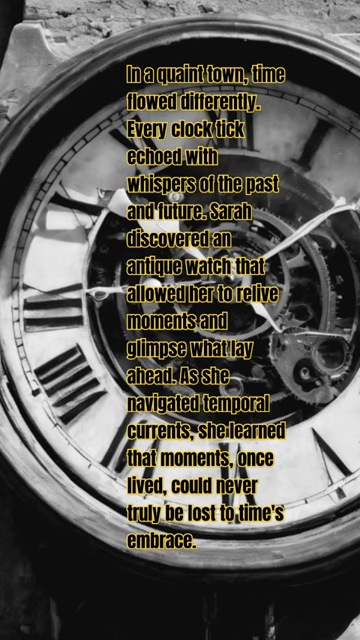 In a quaint town, time
flowed differently.
Every clock tick
echoed with
whispers of the past
and future. Sarah
discovered an
antique watch that
allowed her to relive
moments and
glimpse what lay
ahead. As she
navigated temporal
currents, she learned
that moments, once
lived, could never
truly be lost to time's
embrace.